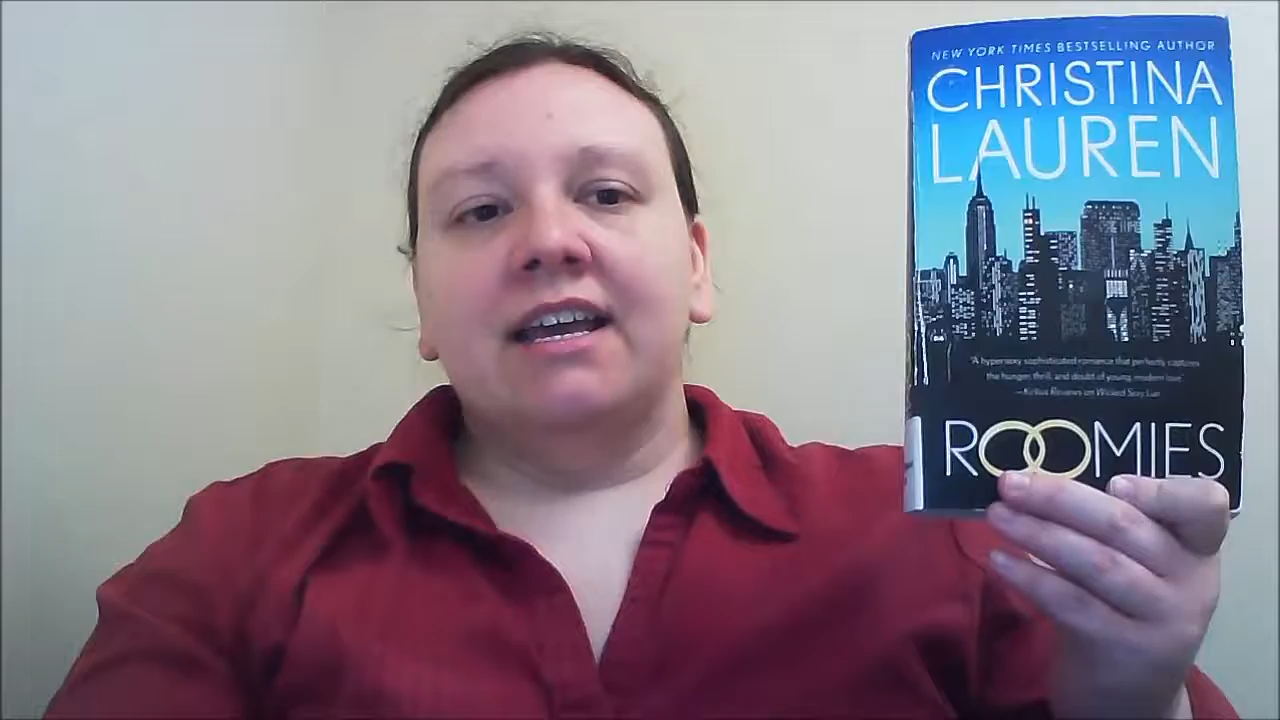 NEW YORK TIMES BESTSELLING AUTHOR
CHRISTINA
LAUREN
"A hypersexy, sophisticated romance that perfectly captures
the hunger, thrill, and doubt of young, modern love."
—Kirkus Reviews on Wicked Sexy Liar
ROOMIES